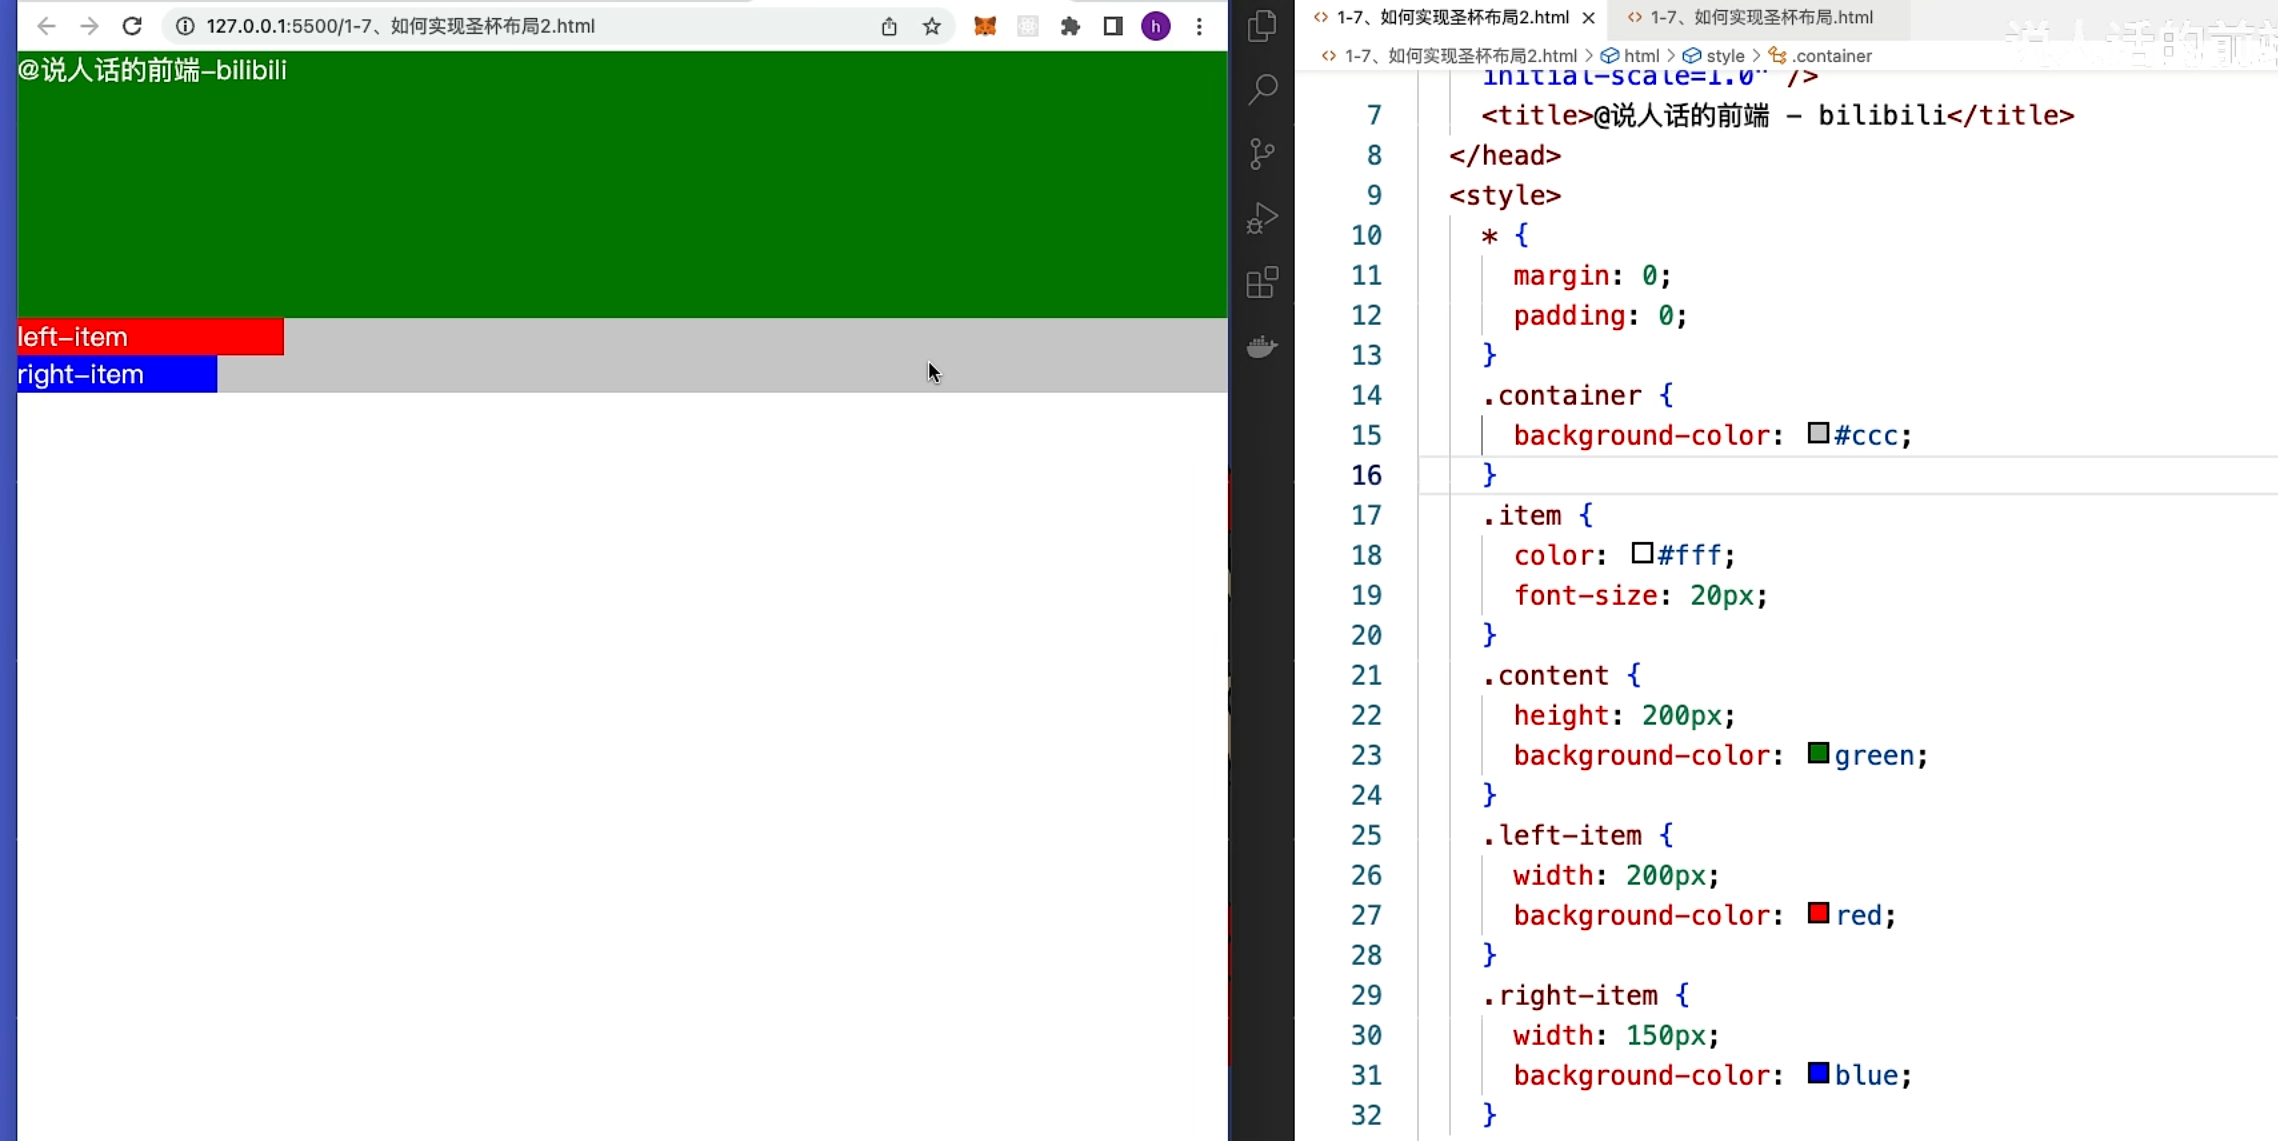 127.0.0.1:5500/1-7、如何实现圣杯布局2.html
h
@说人话的前端-bilibili
left-item
right-item
1-7、如何实现圣杯布局2.html
1-7、如何实现圣杯布局.html
1-7、如何实现圣杯布局2.html > html > style > .container
说人话的前端
initial-scale=1.0" />
7 <title>@说人话的前端 - bilibili</title>
8 </head>
9 <style>
10 * {
11 margin: 0;
12 padding: 0;
13 }
14 .container {
15 background-color: #ccc;
16 }
17 .item {
18 color: #fff;
19 font-size: 20px;
20 }
21 .content {
22 height: 200px;
23 background-color: green;
24 }
25 .left-item {
26 width: 200px;
27 background-color: red;
28 }
29 .right-item {
30 width: 150px;
31 background-color: blue;
32 }